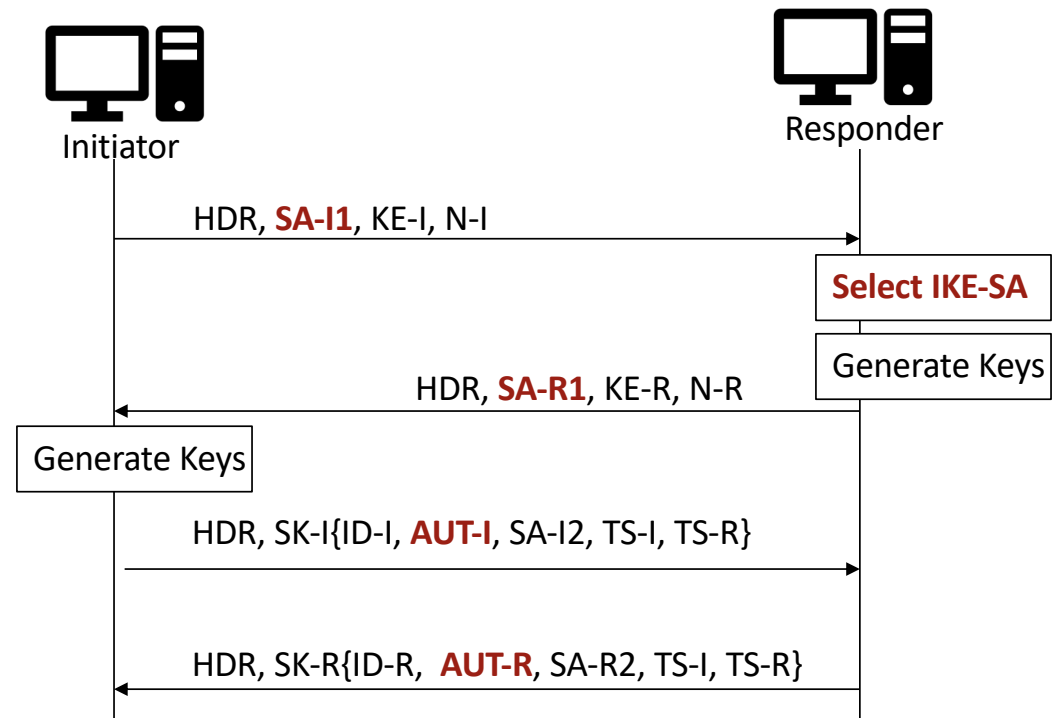 Initiator
Responder
HDR, SA-I1, KE-I, N-I
Select IKE-SA
Generate Keys
HDR, SA-R1, KE-R, N-R
Generate Keys
HDR, SK-I{ID-I, AUT-I, SA-I2, TS-I, TS-R}
HDR, SK-R{ID-R, AUT-R, SA-R2, TS-I, TS-R}